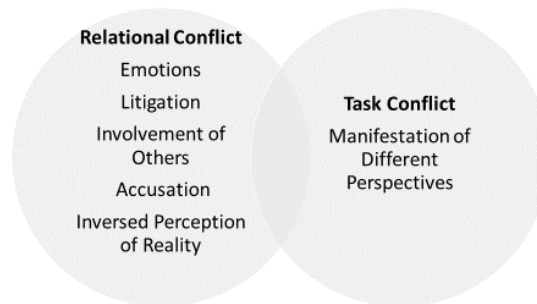 Relational Conflict
Emotions
Litigation
Involvement of
Others
Accusation
Inversed Perception
of Reality
Task Conflict
Manifestation of
Different
Perspectives